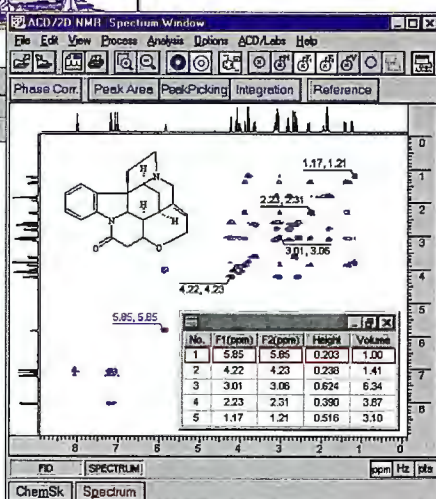 ACD/2D NMR Spectrum Window
File Edit View Process Analysis Options ACD/Labs Help
Phase Corr. Peak Area PeakPicking Integration Reference
0
1.17, 1.21
1
2.23, 2.31
2
3
3.01, 3.06
4
4.22, 4.23
5.85, 5.85
5
6
7
8
H
N
H
H
N
H
O
O
No. F1(ppm) F2(ppm) Height Volume
1 5.85 5.85 0.203 1.00
2 4.22 4.23 0.238 1.41
3 3.01 3.06 0.624 6.34
4 2.23 2.31 0.390 3.87
5 1.17 1.21 0.516 3.10
8 7 6 5 4 3 2 1 0
FID SPECTRUM ppm Hz pts
ChemSk Spectrum